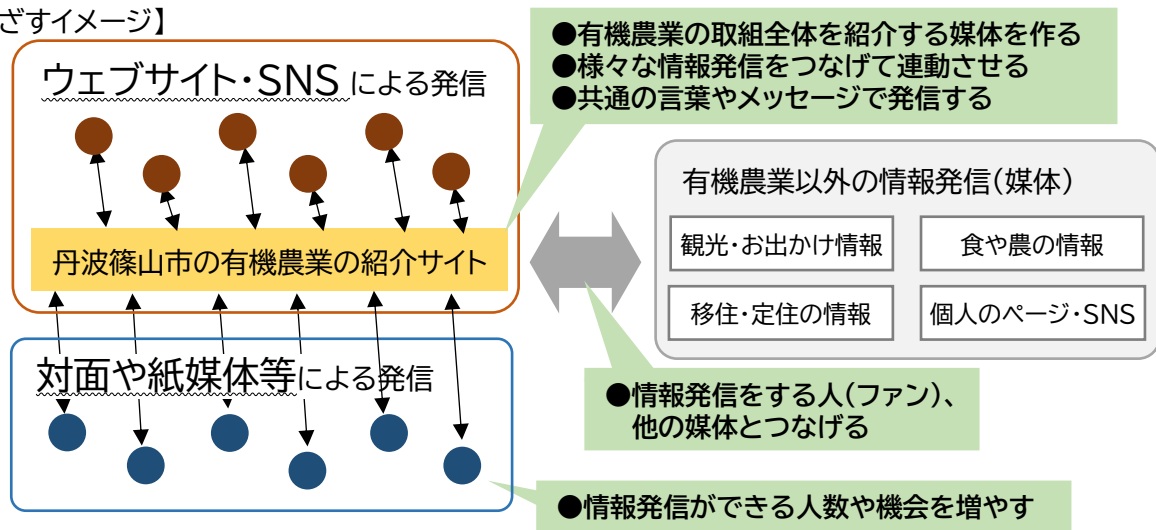 ざすイメージ】
ウェブサイト・SNS による発信
丹波篠山市の有機農業の紹介サイト
対面や紙媒体等による発信
●有機農業の取組全体を紹介する媒体を作る
●様々な情報発信をつなげて連動させる
●共通の言葉やメッセージで発信する
有機農業以外の情報発信(媒体)
観光・お出かけ情報
食や農の情報
移住・定住の情報
個人のページ・SNS
●情報発信をする人(ファン)、
他の媒体とつなげる
●情報発信ができる人数や機会を増やす